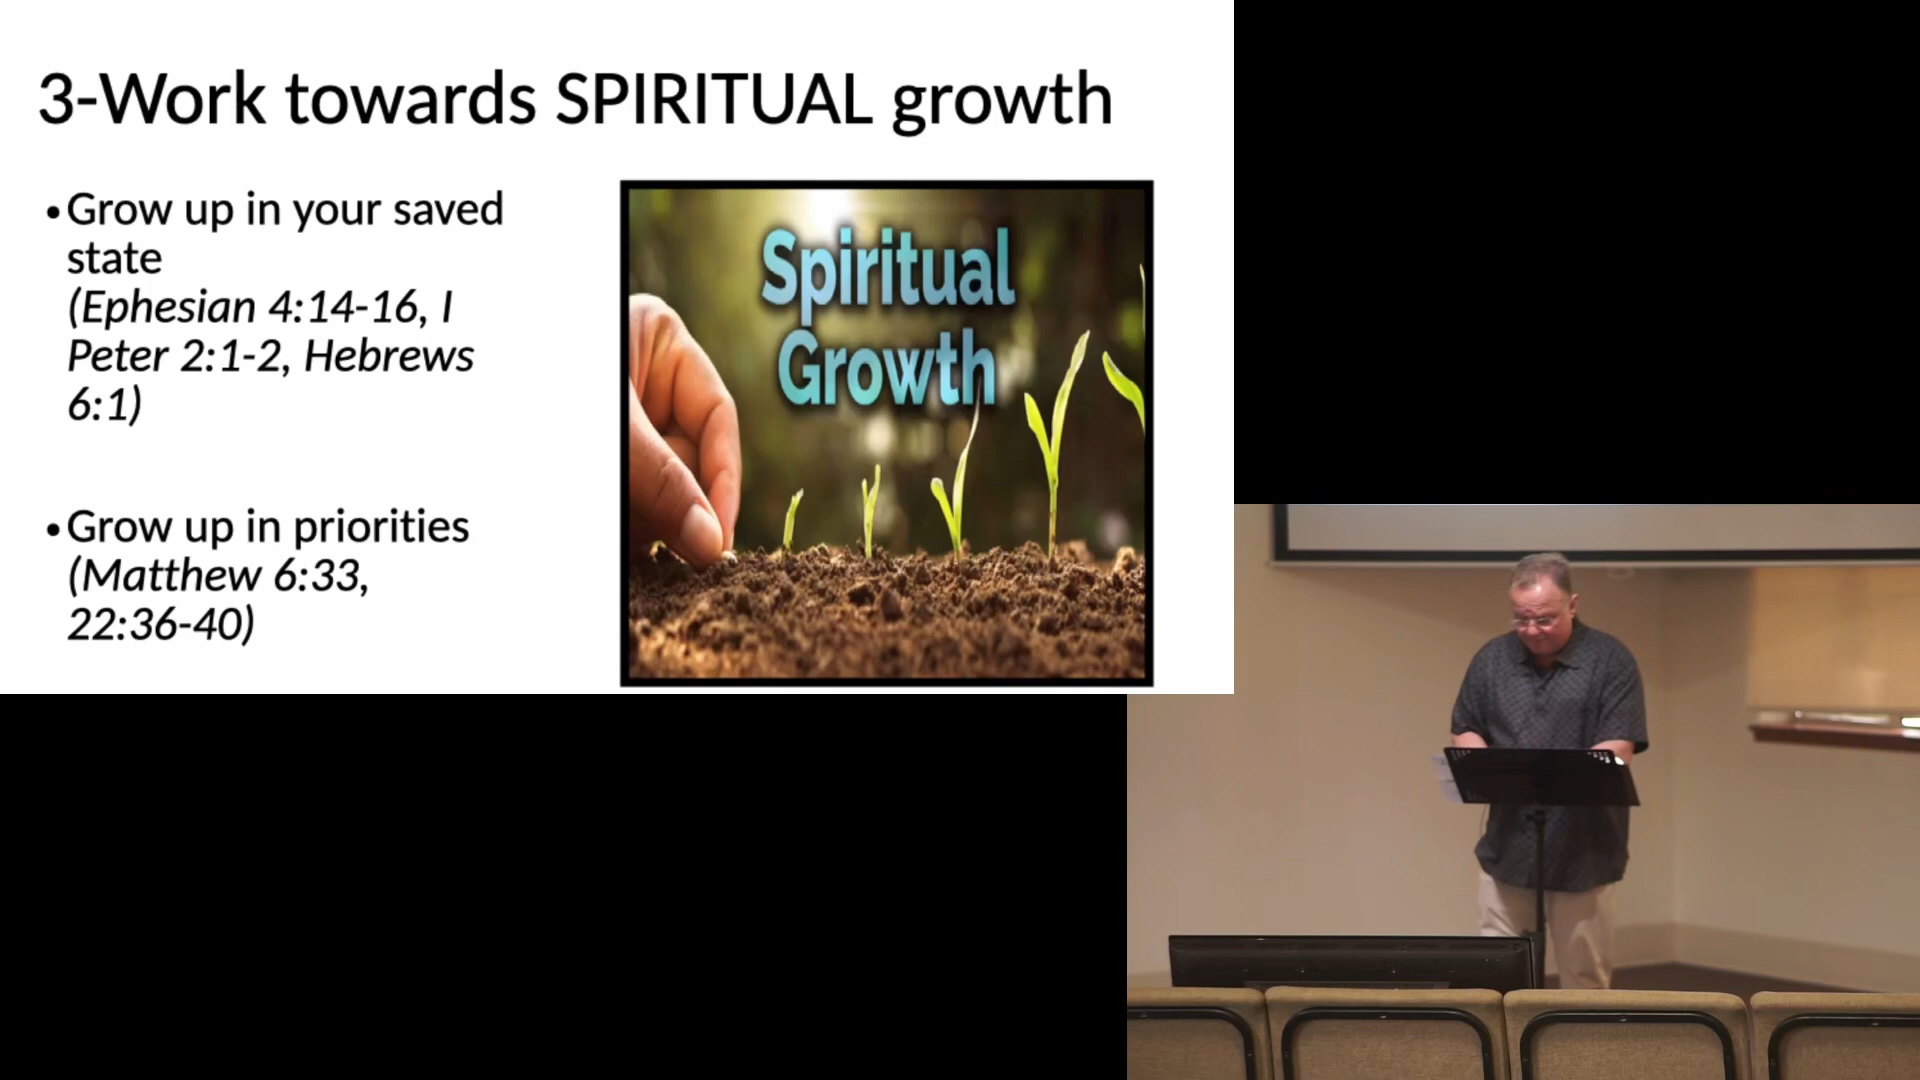 3-Work towards SPIRITUAL growth
•Grow up in your saved
state
(Ephesian 4:14-16, I
Peter 2:1-2, Hebrews
6:1)
•Grow up in priorities
(Matthew 6:33,
22:36-40)
Spiritual
Growth